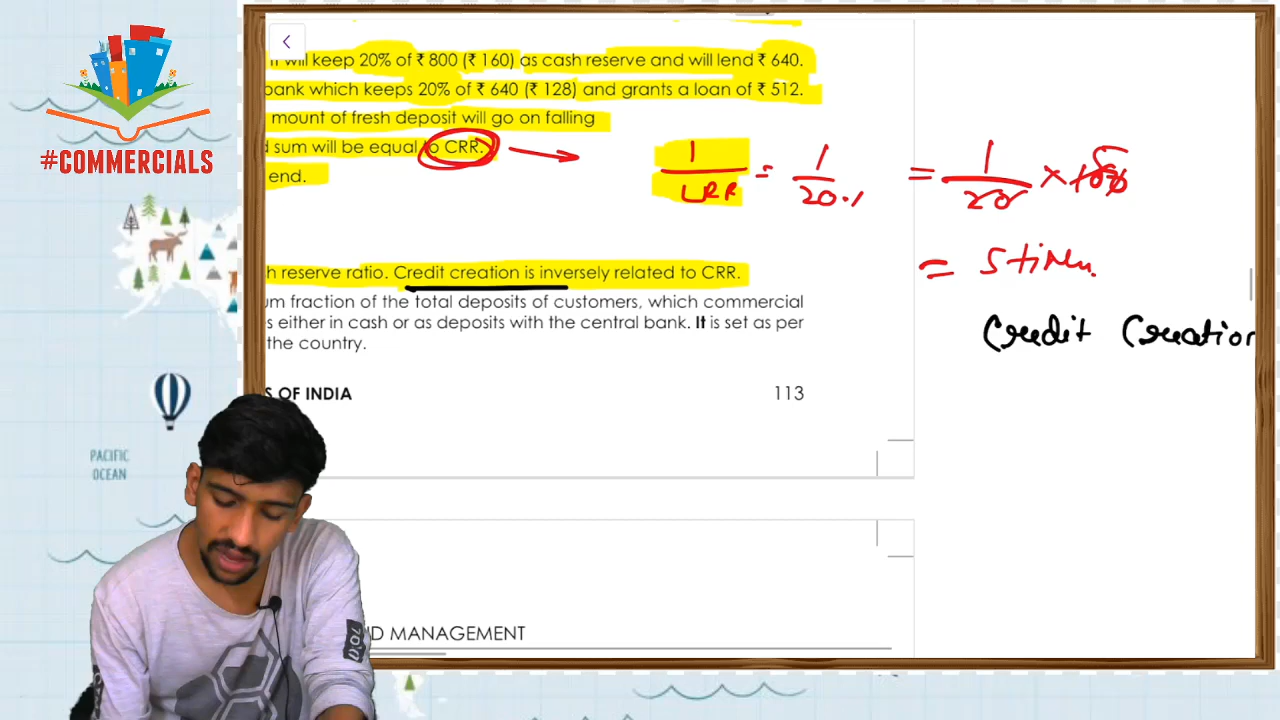 it will keep 20% of ₹ 800 (₹ 160) as cash reserve and will lend ₹ 640.
bank which keeps 20% of ₹ 640 (₹ 128) and grants a loan of ₹ 512.
mount of fresh deposit will go on falling
d sum will be equal to CRR.
end.
1/CRR = 1/20% = 1/20 × 100
= 5 times.
h reserve ratio. Credit creation is inversely related to CRR.
um fraction of the total deposits of customers, which commercial
s either in cash or as deposits with the central bank. It is set as per
the country.
Credit Creation
S OF INDIA 113
#COMMERCIALS
PACIFIC
OCEAN
ND MANAGEMENT